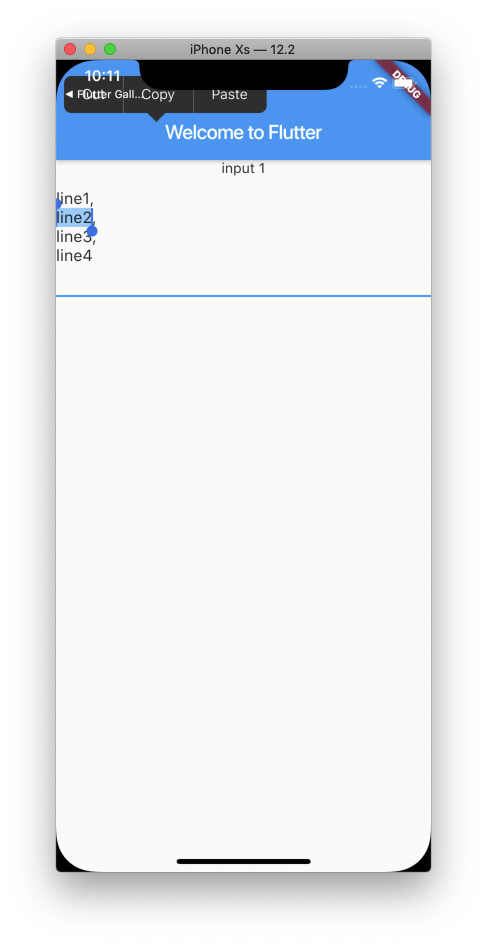 iPhone Xs — 12.2
10:11
DEBUG
◀ Flutter Gall...
Cut Copy Paste
Welcome to Flutter
input 1
line1,
line2,
line3,
line4